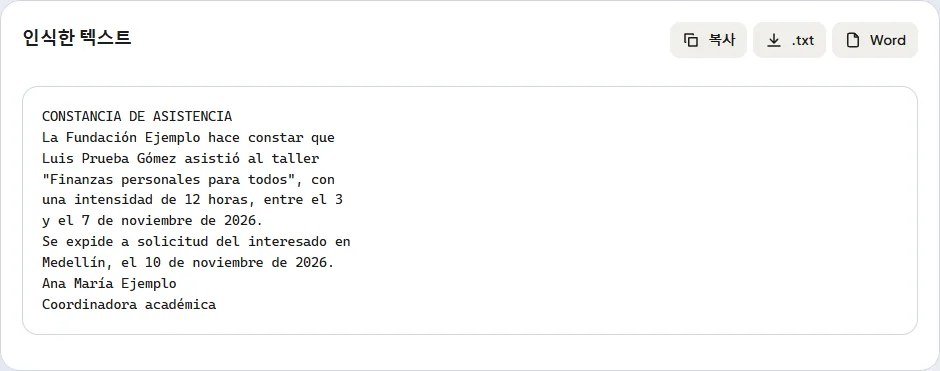 인식한 텍스트
복사
.txt
Word
CONSTANCIA DE ASISTENCIA
La Fundación Ejemplo hace constar que
Luis Prueba Gómez asistió al taller
"Finanzas personales para todos", con
una intensidad de 12 horas, entre el 3
y el 7 de noviembre de 2026.
Se expide a solicitud del interesado en
Medellín, el 10 de noviembre de 2026.
Ana María Ejemplo
Coordinadora académica